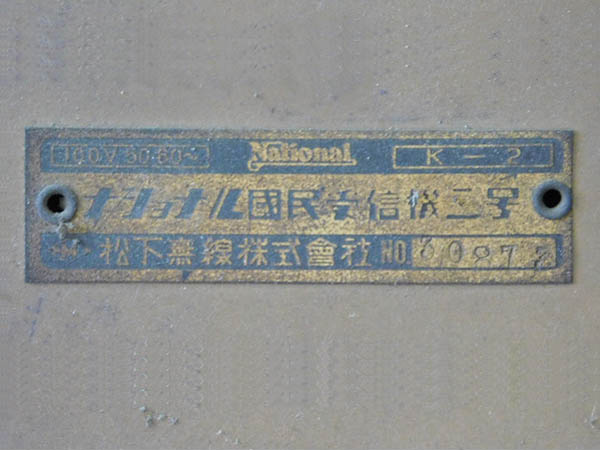 100V 50-60~ National K-2
ナショナル國民受信機二号
松下無線株式會社 NO.